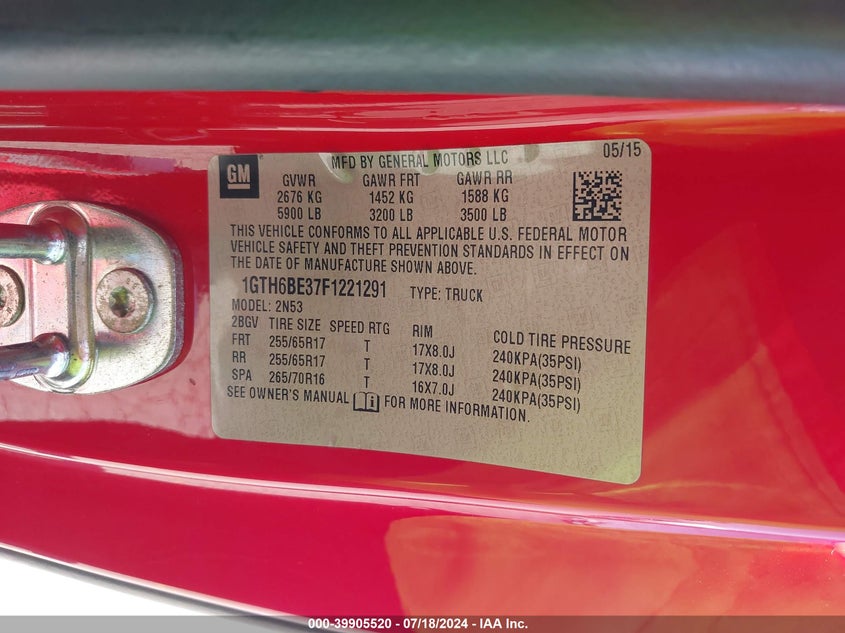 GM
MFD BY GENERAL MOTORS LLC 05/15
GVWR GAWR FRT GAWR RR
2676 KG 1452 KG 1588 KG
5900 LB 3200 LB 3500 LB
THIS VEHICLE CONFORMS TO ALL APPLICABLE U.S. FEDERAL MOTOR
VEHICLE SAFETY AND THEFT PREVENTION STANDARDS IN EFFECT ON
THE DATE OF MANUFACTURE SHOWN ABOVE.
1GTH6BE37F1221291 TYPE: TRUCK
MODEL: 2N53
2BGV TIRE SIZE SPEED RTG RIM COLD TIRE PRESSURE
FRT 255/65R17 T 17X8.0J 240KPA(35PSI)
RR 255/65R17 T 17X8.0J 240KPA(35PSI)
SPA 265/70R16 T 16X7.0J 240KPA(35PSI)
SEE OWNER'S MANUAL FOR MORE INFORMATION.
000-39905520 - 07/18/2024 - IAA Inc.